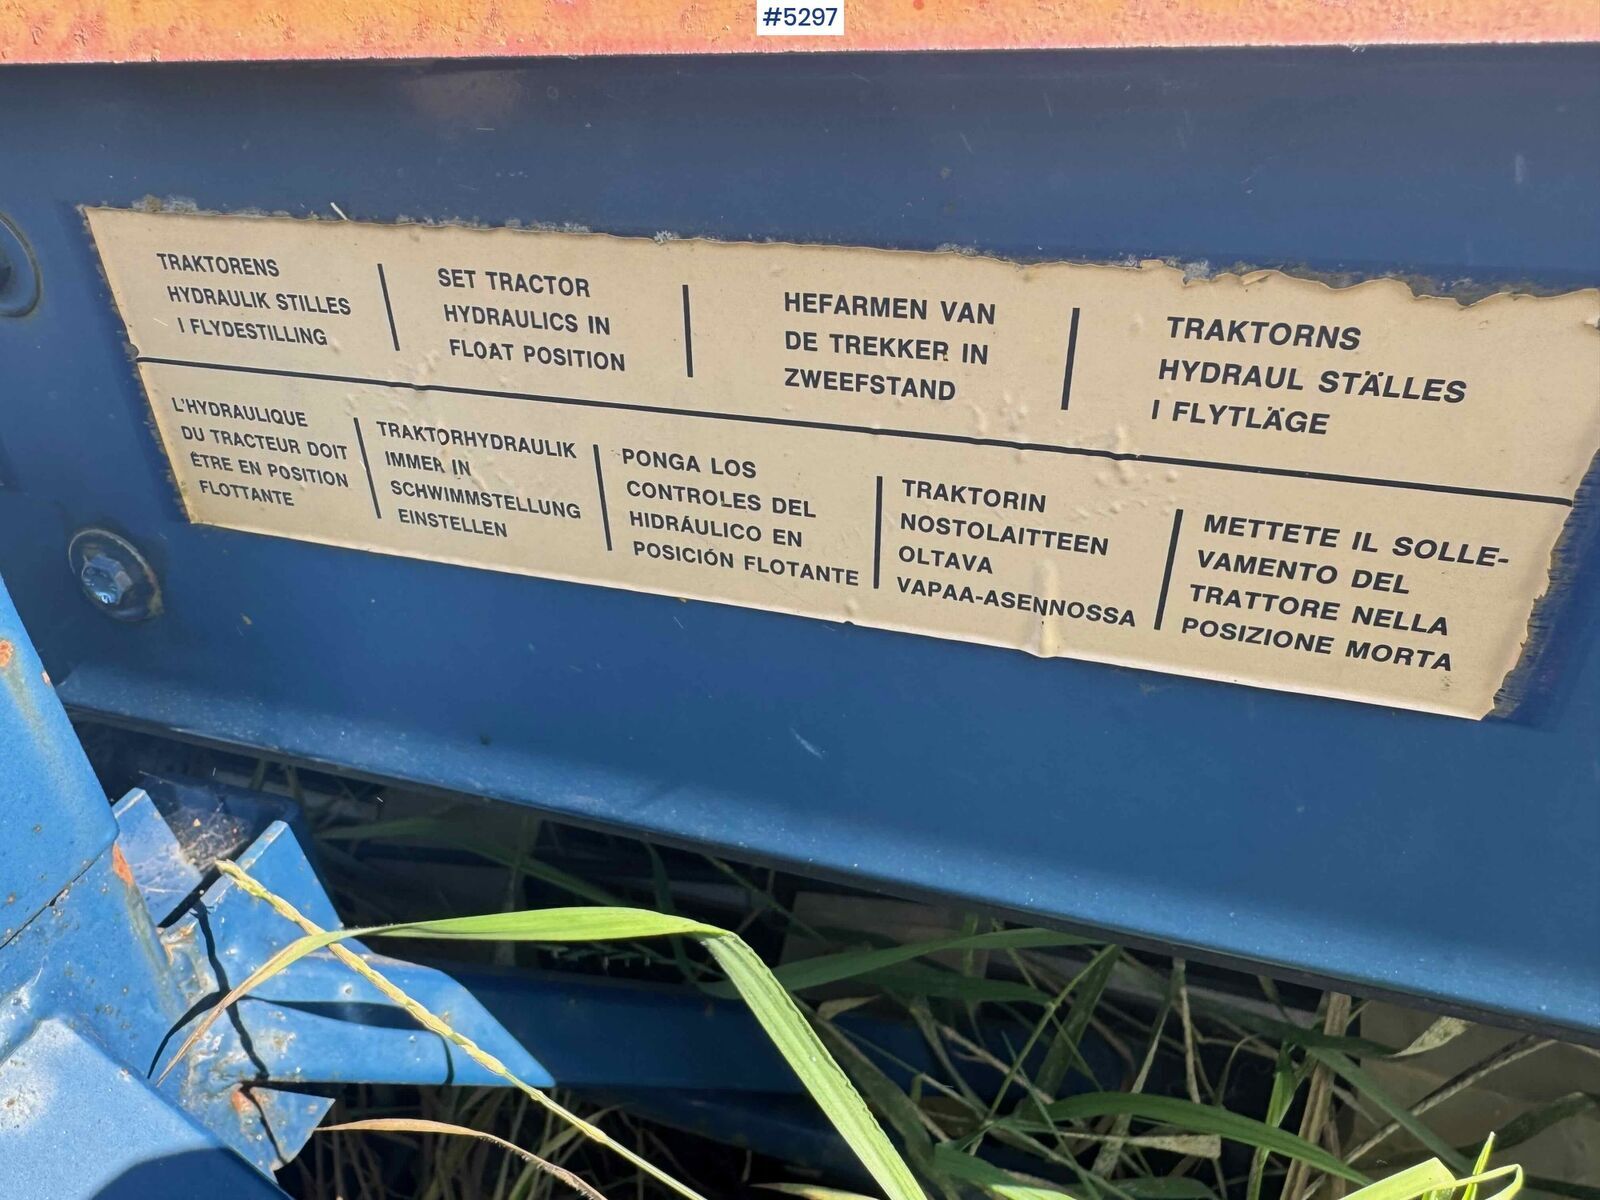 #5297
TRAKTORENS
HYDRAULIK STILLES
I FLYDESTILLING
SET TRACTOR
HYDRAULICS IN
FLOAT POSITION
HEFARMEN VAN
DE TREKKER IN
ZWEEFSTAND
TRAKTORNS
HYDRAUL STÄLLES
I FLYTLÄGE
L'HYDRAULIQUE
DU TRACTEUR DOIT
ÊTRE EN POSITION
FLOTTANTE
TRAKTORHYDRAULIK
IMMER IN
SCHWIMMSTELLUNG
EINSTELLEN
PONGA LOS
CONTROLES DEL
HIDRÁULICO EN
POSICIÓN FLOTANTE
TRAKTORIN
NOSTOLAITTEEN
OLTAVA
VAPAA-ASENNOSSA
METTETE IL SOLLE-
VAMENTO DEL
TRATTORE NELLA
POSIZIONE MORTA